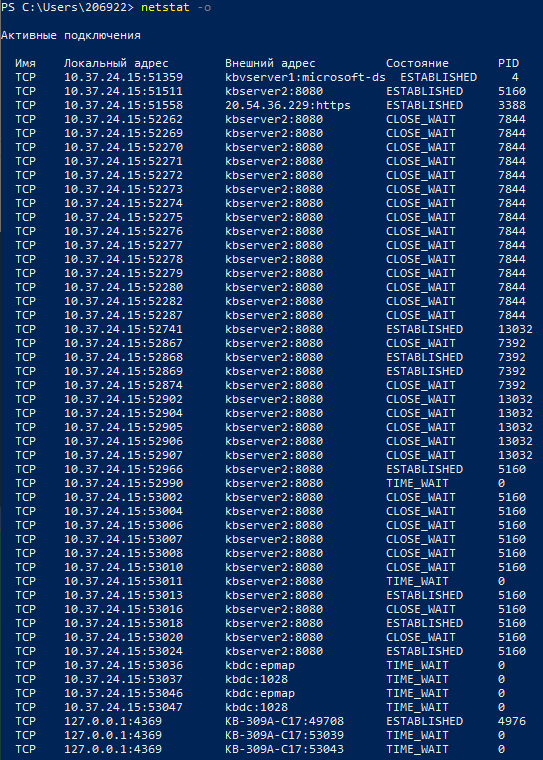 PS C:\Users\206922> netstat -o
Активные подключения
Имя Локальный адрес Внешний адрес Состояние PID
TCP 10.37.24.15:51359 kbvserver1:microsoft-ds ESTABLISHED 4
TCP 10.37.24.15:51511 kbserver2:8080 ESTABLISHED 5160
TCP 10.37.24.15:51558 20.54.36.229:https ESTABLISHED 3388
TCP 10.37.24.15:52262 kbserver2:8080 CLOSE_WAIT 7844
TCP 10.37.24.15:52269 kbserver2:8080 CLOSE_WAIT 7844
TCP 10.37.24.15:52270 kbserver2:8080 CLOSE_WAIT 7844
TCP 10.37.24.15:52271 kbserver2:8080 CLOSE_WAIT 7844
TCP 10.37.24.15:52272 kbserver2:8080 CLOSE_WAIT 7844
TCP 10.37.24.15:52273 kbserver2:8080 CLOSE_WAIT 7844
TCP 10.37.24.15:52274 kbserver2:8080 CLOSE_WAIT 7844
TCP 10.37.24.15:52275 kbserver2:8080 CLOSE_WAIT 7844
TCP 10.37.24.15:52276 kbserver2:8080 CLOSE_WAIT 7844
TCP 10.37.24.15:52277 kbserver2:8080 CLOSE_WAIT 7844
TCP 10.37.24.15:52278 kbserver2:8080 CLOSE_WAIT 7844
TCP 10.37.24.15:52279 kbserver2:8080 CLOSE_WAIT 7844
TCP 10.37.24.15:52280 kbserver2:8080 CLOSE_WAIT 7844
TCP 10.37.24.15:52282 kbserver2:8080 CLOSE_WAIT 7844
TCP 10.37.24.15:52287 kbserver2:8080 CLOSE_WAIT 7844
TCP 10.37.24.15:52741 kbserver2:8080 ESTABLISHED 13032
TCP 10.37.24.15:52867 kbserver2:8080 CLOSE_WAIT 7392
TCP 10.37.24.15:52868 kbserver2:8080 ESTABLISHED 7392
TCP 10.37.24.15:52869 kbserver2:8080 ESTABLISHED 7392
TCP 10.37.24.15:52874 kbserver2:8080 CLOSE_WAIT 7392
TCP 10.37.24.15:52902 kbserver2:8080 CLOSE_WAIT 13032
TCP 10.37.24.15:52904 kbserver2:8080 CLOSE_WAIT 13032
TCP 10.37.24.15:52905 kbserver2:8080 CLOSE_WAIT 13032
TCP 10.37.24.15:52906 kbserver2:8080 CLOSE_WAIT 13032
TCP 10.37.24.15:52907 kbserver2:8080 CLOSE_WAIT 13032
TCP 10.37.24.15:52966 kbserver2:8080 ESTABLISHED 5160
TCP 10.37.24.15:52990 kbserver2:8080 TIME_WAIT 0
TCP 10.37.24.15:53002 kbserver2:8080 CLOSE_WAIT 5160
TCP 10.37.24.15:53004 kbserver2:8080 CLOSE_WAIT 5160
TCP 10.37.24.15:53006 kbserver2:8080 CLOSE_WAIT 5160
TCP 10.37.24.15:53007 kbserver2:8080 CLOSE_WAIT 5160
TCP 10.37.24.15:53008 kbserver2:8080 CLOSE_WAIT 5160
TCP 10.37.24.15:53010 kbserver2:8080 CLOSE_WAIT 5160
TCP 10.37.24.15:53011 kbserver2:8080 TIME_WAIT 0
TCP 10.37.24.15:53013 kbserver2:8080 ESTABLISHED 5160
TCP 10.37.24.15:53016 kbserver2:8080 CLOSE_WAIT 5160
TCP 10.37.24.15:53018 kbserver2:8080 ESTABLISHED 5160
TCP 10.37.24.15:53020 kbserver2:8080 CLOSE_WAIT 5160
TCP 10.37.24.15:53024 kbserver2:8080 ESTABLISHED 5160
TCP 10.37.24.15:53036 kbdc:epmap TIME_WAIT 0
TCP 10.37.24.15:53037 kbdc:1028 TIME_WAIT 0
TCP 10.37.24.15:53046 kbdc:epmap TIME_WAIT 0
TCP 10.37.24.15:53047 kbdc:1028 TIME_WAIT 0
TCP 127.0.0.1:4369 KB-309A-C17:49708 ESTABLISHED 4976
TCP 127.0.0.1:4369 KB-309A-C17:53039 TIME_WAIT 0
TCP 127.0.0.1:4369 KB-309A-C17:53043 TIME_WAIT 0